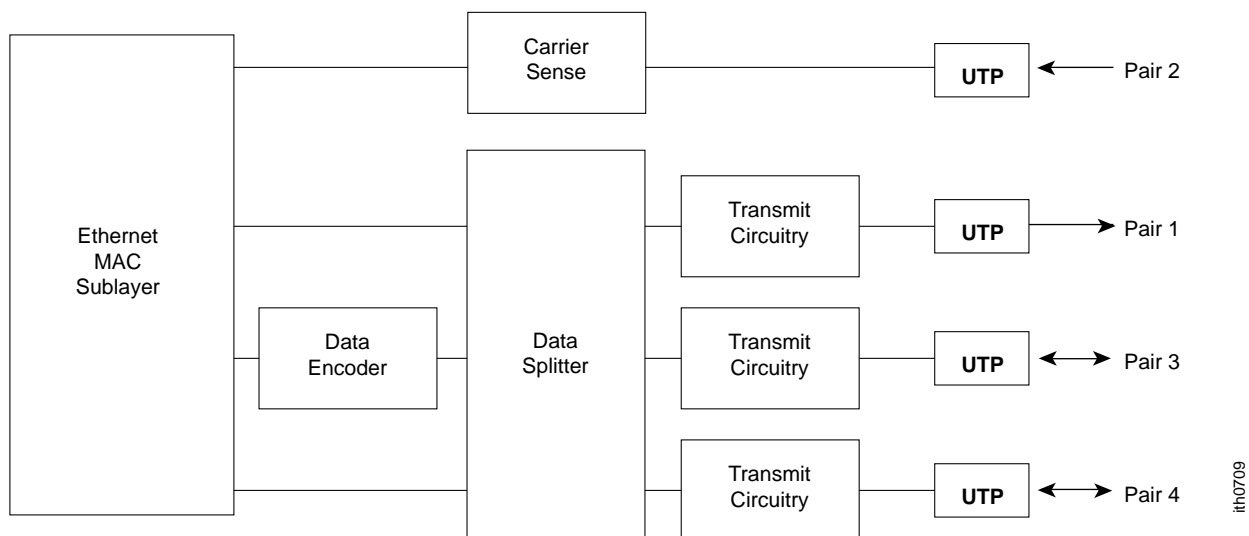 Carrier
Sense
UTP
Pair 2
Ethernet
MAC
Sublayer
Transmit
Circuitry
UTP
Pair 1
Data
Encoder
Data
Splitter
Transmit
Circuitry
UTP
Pair 3
Transmit
Circuitry
UTP
Pair 4
ith0709